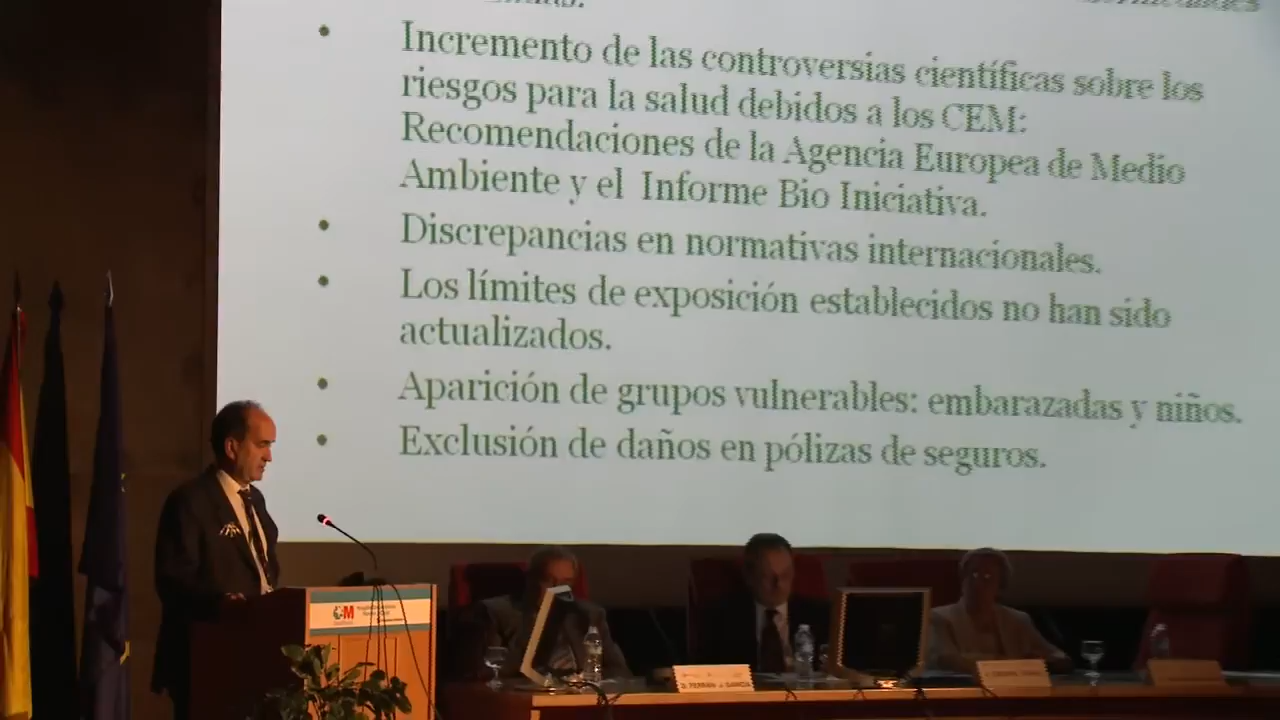 Incremento de las controversias científicas sobre los
riesgos para la salud debidos a los CEM:
Recomendaciones de la Agencia Europea de Medio
Ambiente y el Informe Bio Iniciativa.
Discrepancias en normativas internacionales.
Los límites de exposición establecidos no han sido
actualizados.
Aparición de grupos vulnerables: embarazadas y niños.
Exclusión de daños en pólizas de seguros.
M